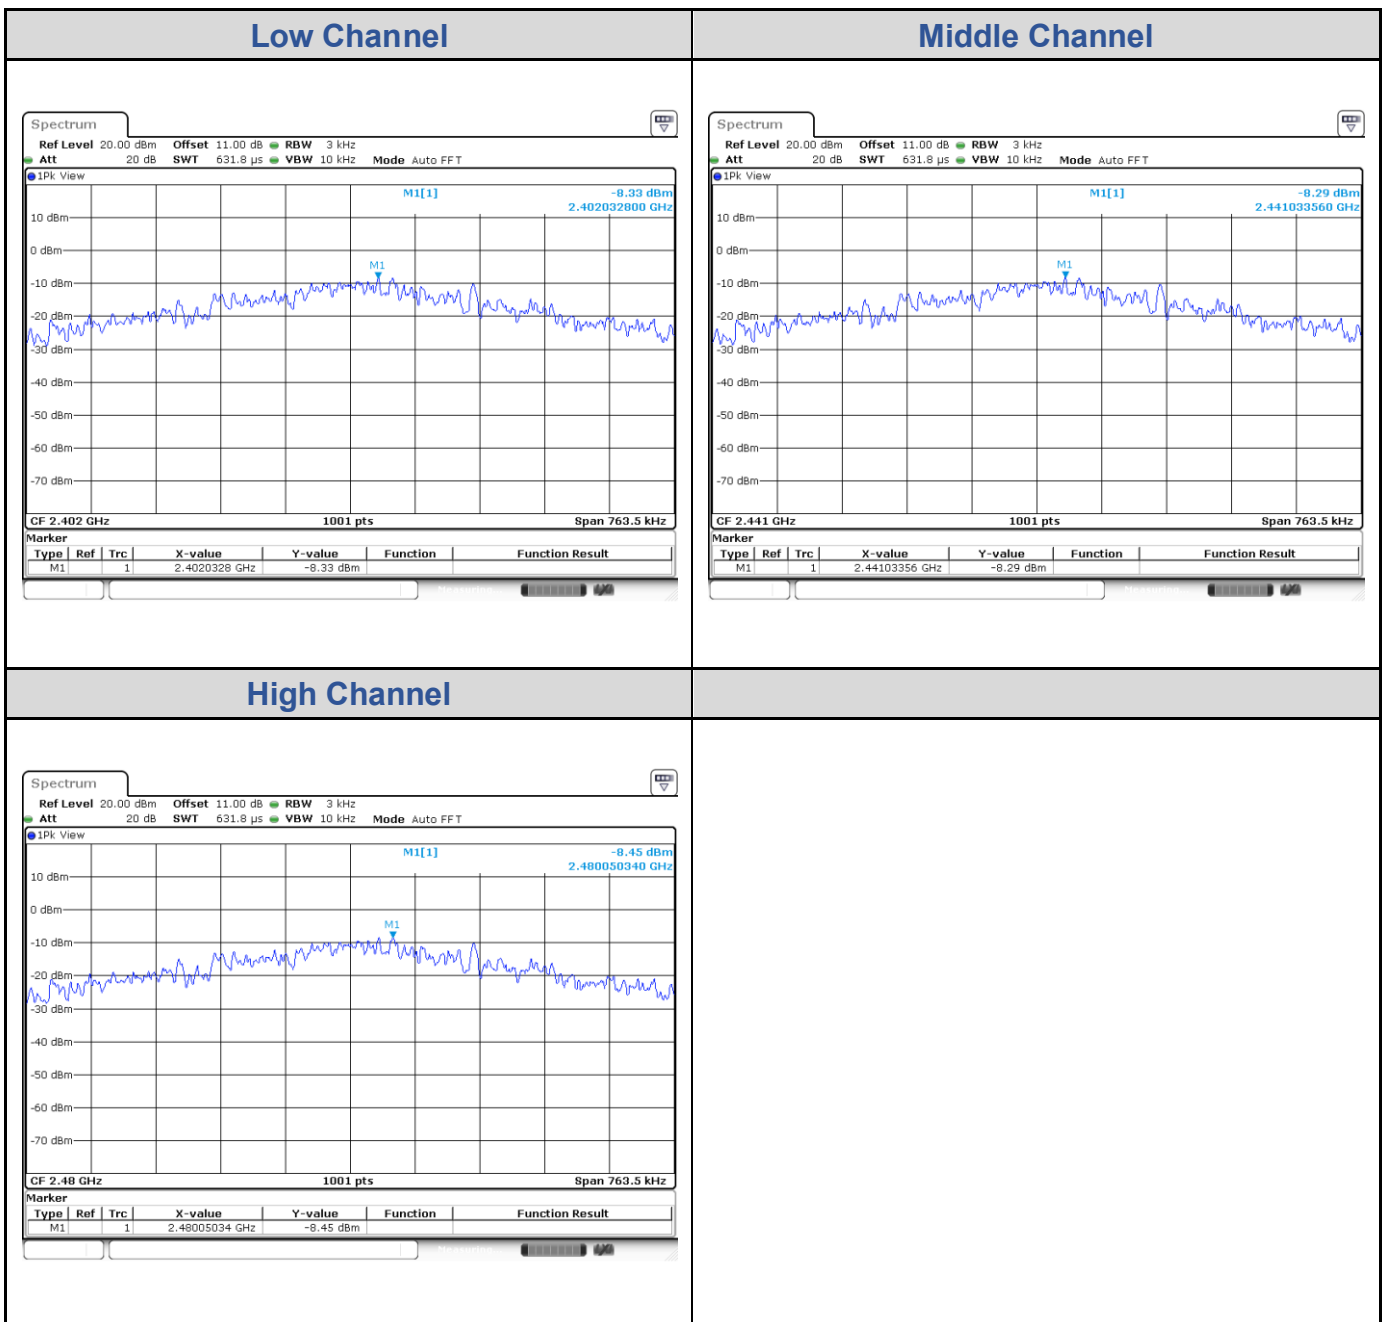 Low Channel
Spectrum
Ref Level 20.00 dBm Offset 11.00 dB RBW 3 kHz
Att 20 dB SWT 631.8 µs VBW 10 kHz Mode Auto FFT
1Pk View
M1[1] -8.33 dBm
2.402032800 GHz
10 dBm
0 dBm
M1
-10 dBm
-20 dBm
-30 dBm
-40 dBm
-50 dBm
-60 dBm
-70 dBm
CF 2.402 GHz 1001 pts Span 763.5 kHz
Marker
Type Ref Trc X-value Y-value Function Function Result
M1 1 2.4020328 GHz -8.33 dBm
Measuring
Middle Channel
Spectrum
Ref Level 20.00 dBm Offset 11.00 dB RBW 3 kHz
Att 20 dB SWT 631.8 µs VBW 10 kHz Mode Auto FFT
1Pk View
M1[1] -8.29 dBm
2.441033560 GHz
10 dBm
0 dBm
M1
-10 dBm
-20 dBm
-30 dBm
-40 dBm
-50 dBm
-60 dBm
-70 dBm
CF 2.441 GHz 1001 pts Span 763.5 kHz
Marker
Type Ref Trc X-value Y-value Function Function Result
M1 1 2.44103356 GHz -8.29 dBm
Measuring
High Channel
Spectrum
Ref Level 20.00 dBm Offset 11.00 dB RBW 3 kHz
Att 20 dB SWT 631.8 µs VBW 10 kHz Mode Auto FFT
1Pk View
M1[1] -8.45 dBm
2.480050340 GHz
10 dBm
0 dBm
M1
-10 dBm
-20 dBm
-30 dBm
-40 dBm
-50 dBm
-60 dBm
-70 dBm
CF 2.48 GHz 1001 pts Span 763.5 kHz
Marker
Type Ref Trc X-value Y-value Function Function Result
M1 1 2.48005034 GHz -8.45 dBm
Measuring